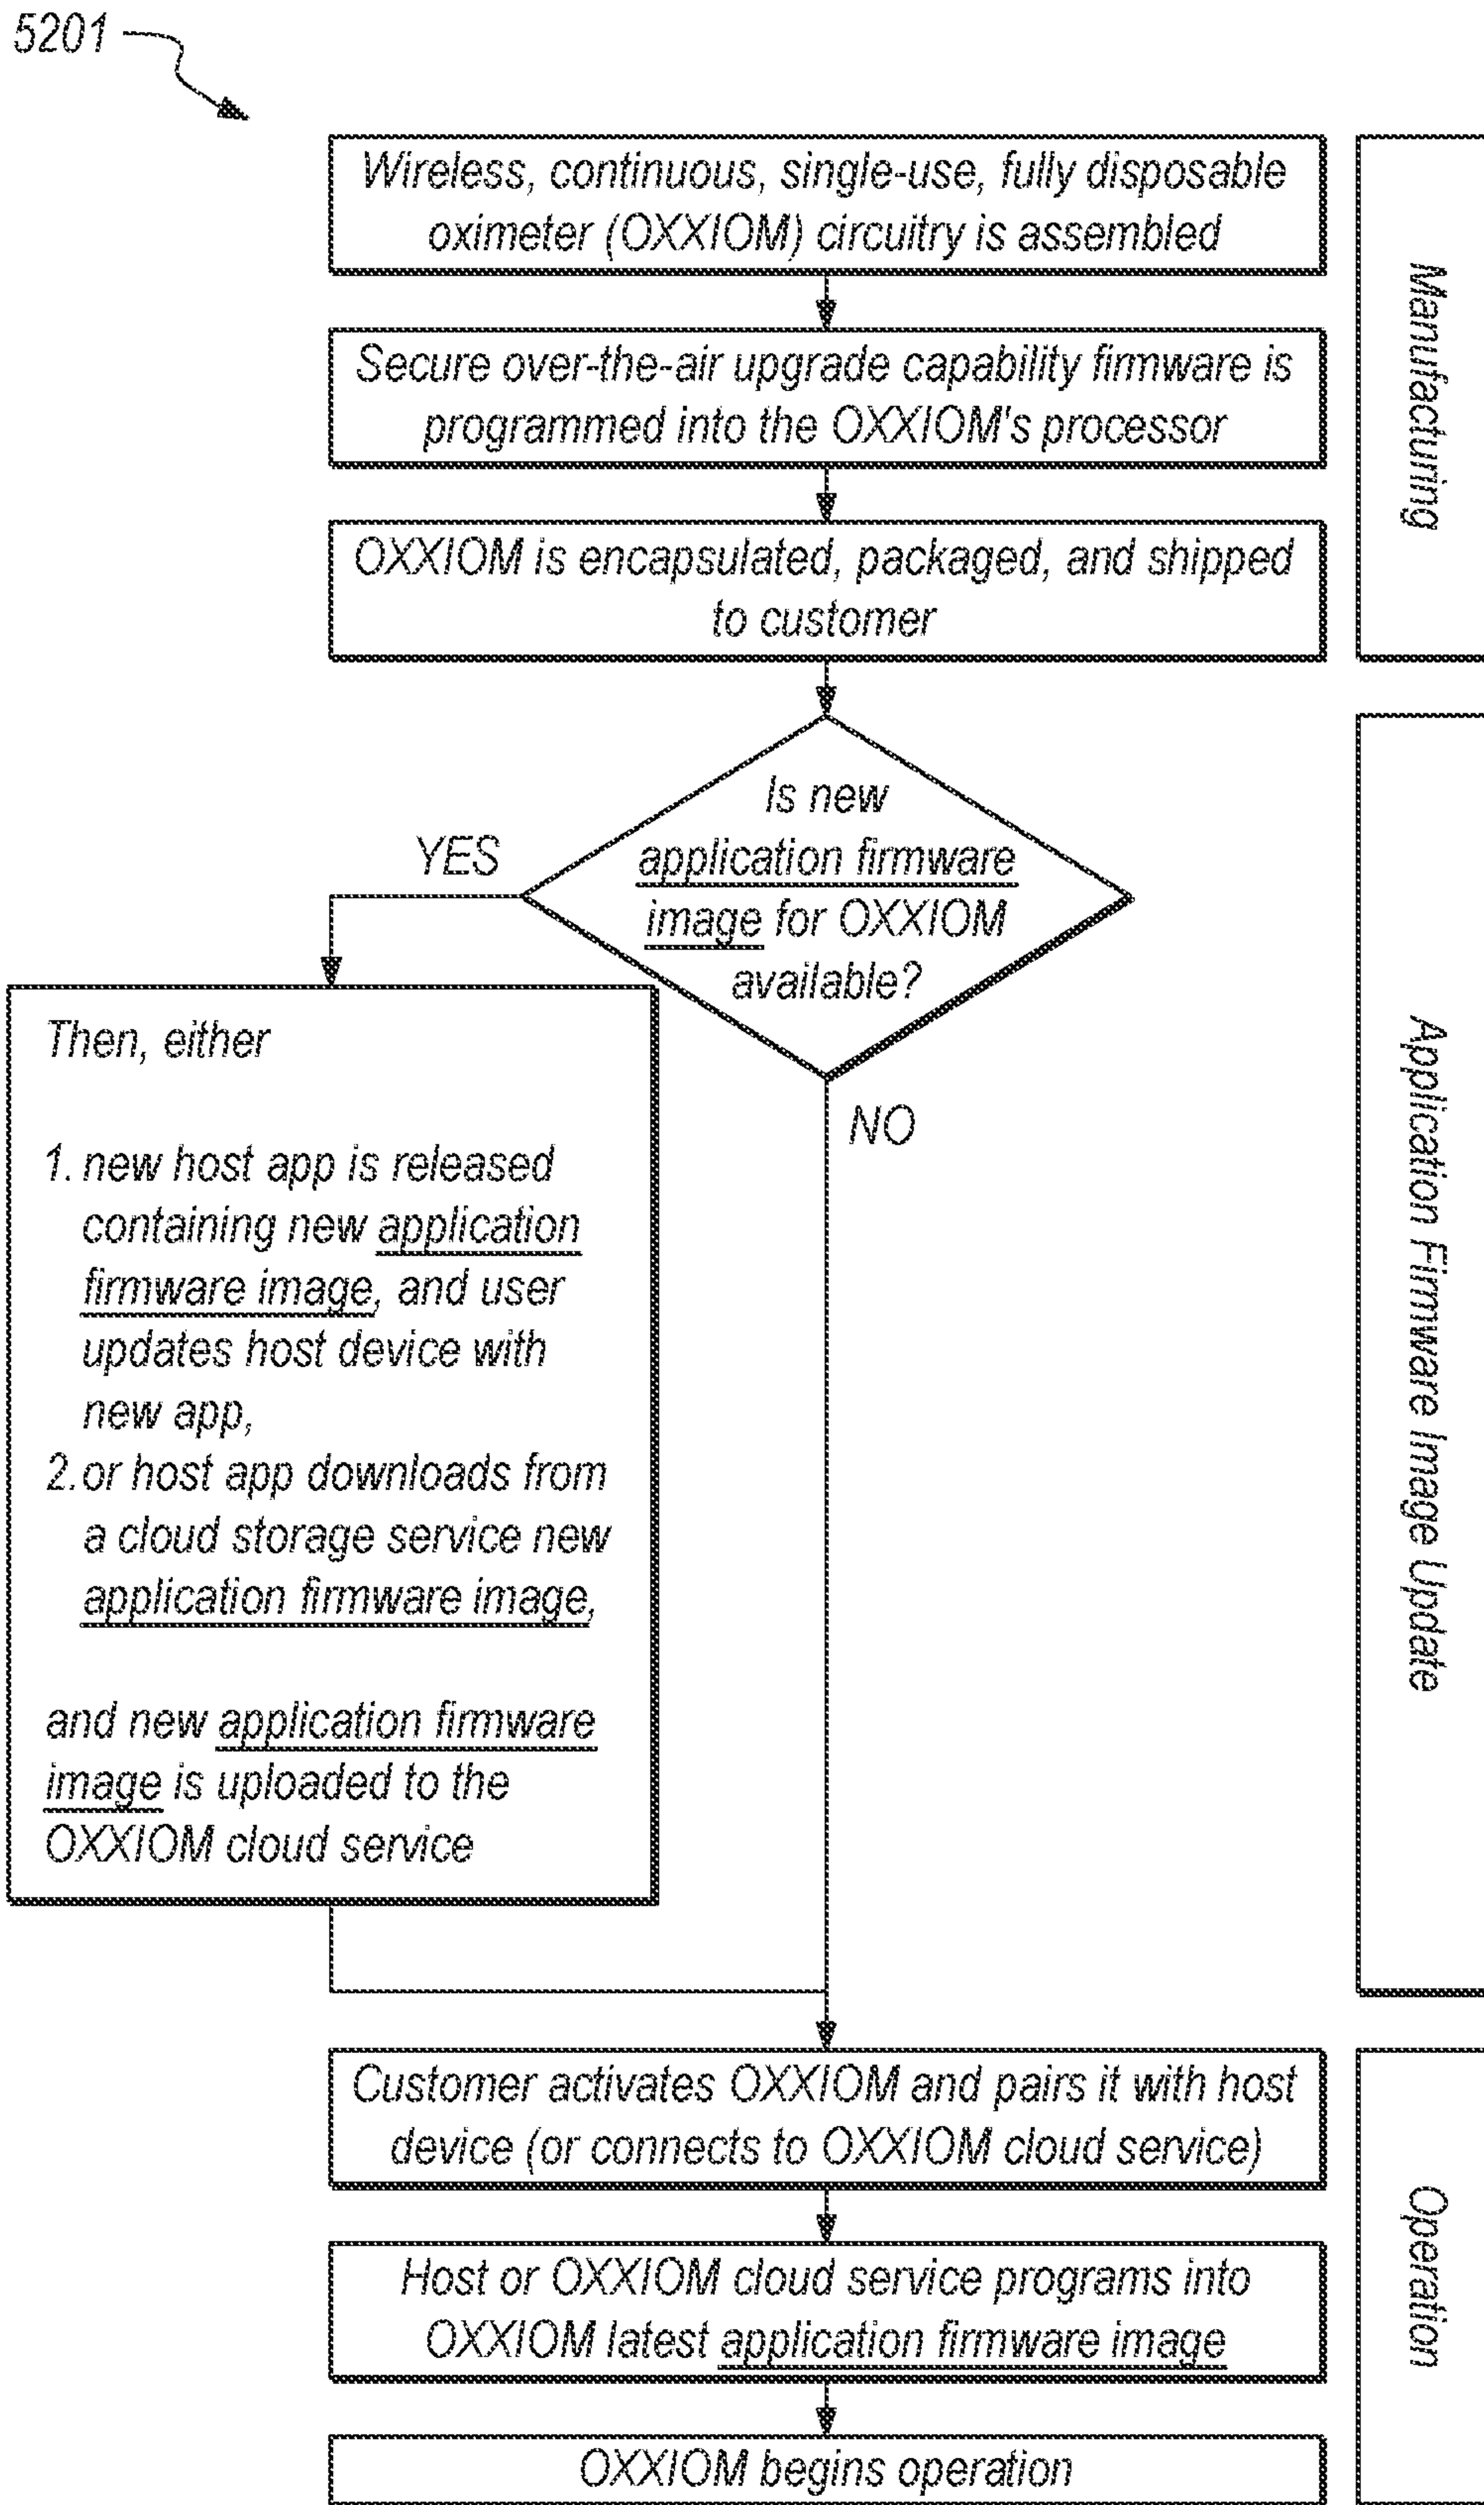 5201
Wireless, continuous, single-use, fully disposable
oximeter (OXXIOM) circuitry is assembled
Secure over-the-air upgrade capability firmware is
programmed into the OXXIOM's processor
OXXIOM is encapsulated, packaged, and shipped
to customer
Manufacturing
Is new
application firmware
image for OXXIOM
available?
YES
NO
Then, either
1. new host app is released
containing new application
firmware image, and user
updates host device with
new app,
2. or host app downloads from
a cloud storage service new
application firmware image,
and new application firmware
image is uploaded to the
OXXIOM cloud service
Application Firmware Image Update
Customer activates OXXIOM and pairs it with host
device (or connects to OXXIOM cloud service)
Host or OXXIOM cloud service programs into
OXXIOM latest application firmware image
OXXIOM begins operation
Operation